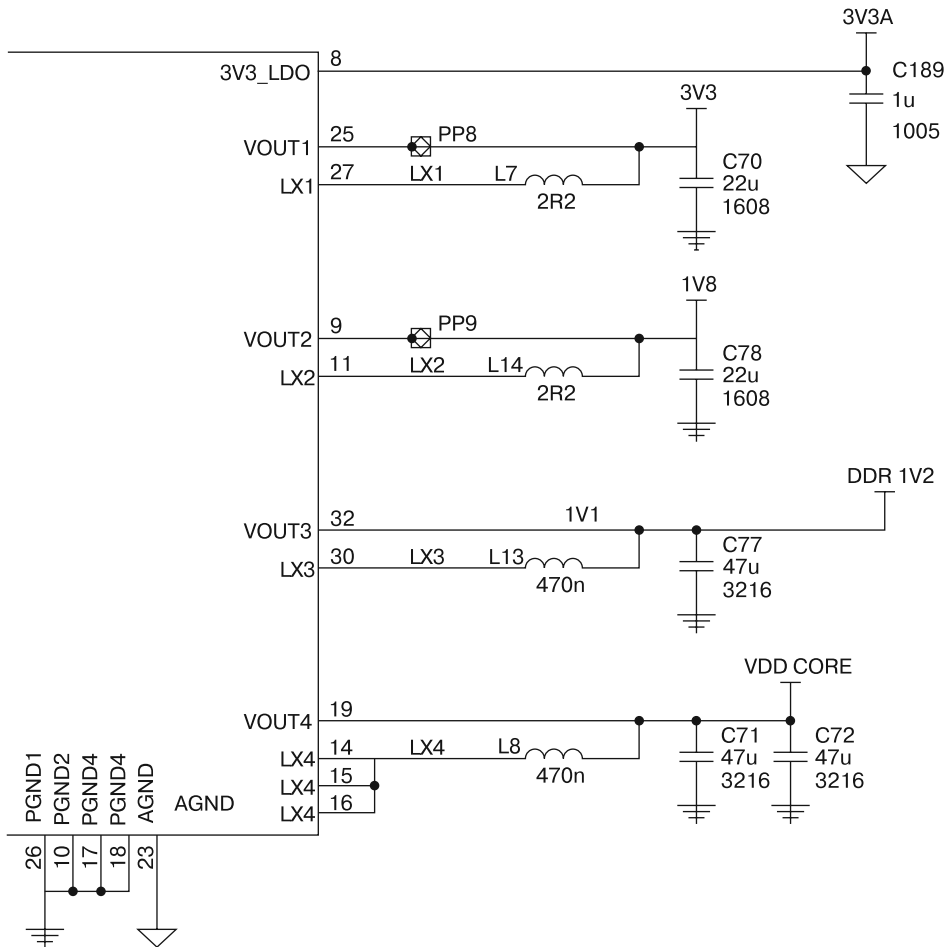 3V3A
8
3V3_LDO
C189
1u
1005
3V3
25
PP8
VOUT1
27
LX1
LX1
L7
2R2
C70
22u
1608
1V8
9
PP9
VOUT2
11
LX2
LX2
L14
2R2
C78
22u
1608
DDR 1V2
32
1V1
VOUT3
30
LX3
LX3
L13
470n
C77
47u
3216
VDD CORE
19
VOUT4
14
LX4
LX4
L8
470n
C71
47u
3216
C72
47u
3216
15
LX4
16
LX4
PGND1
PGND2
PGND4
PGND4
AGND
AGND
26
10
17
18
23